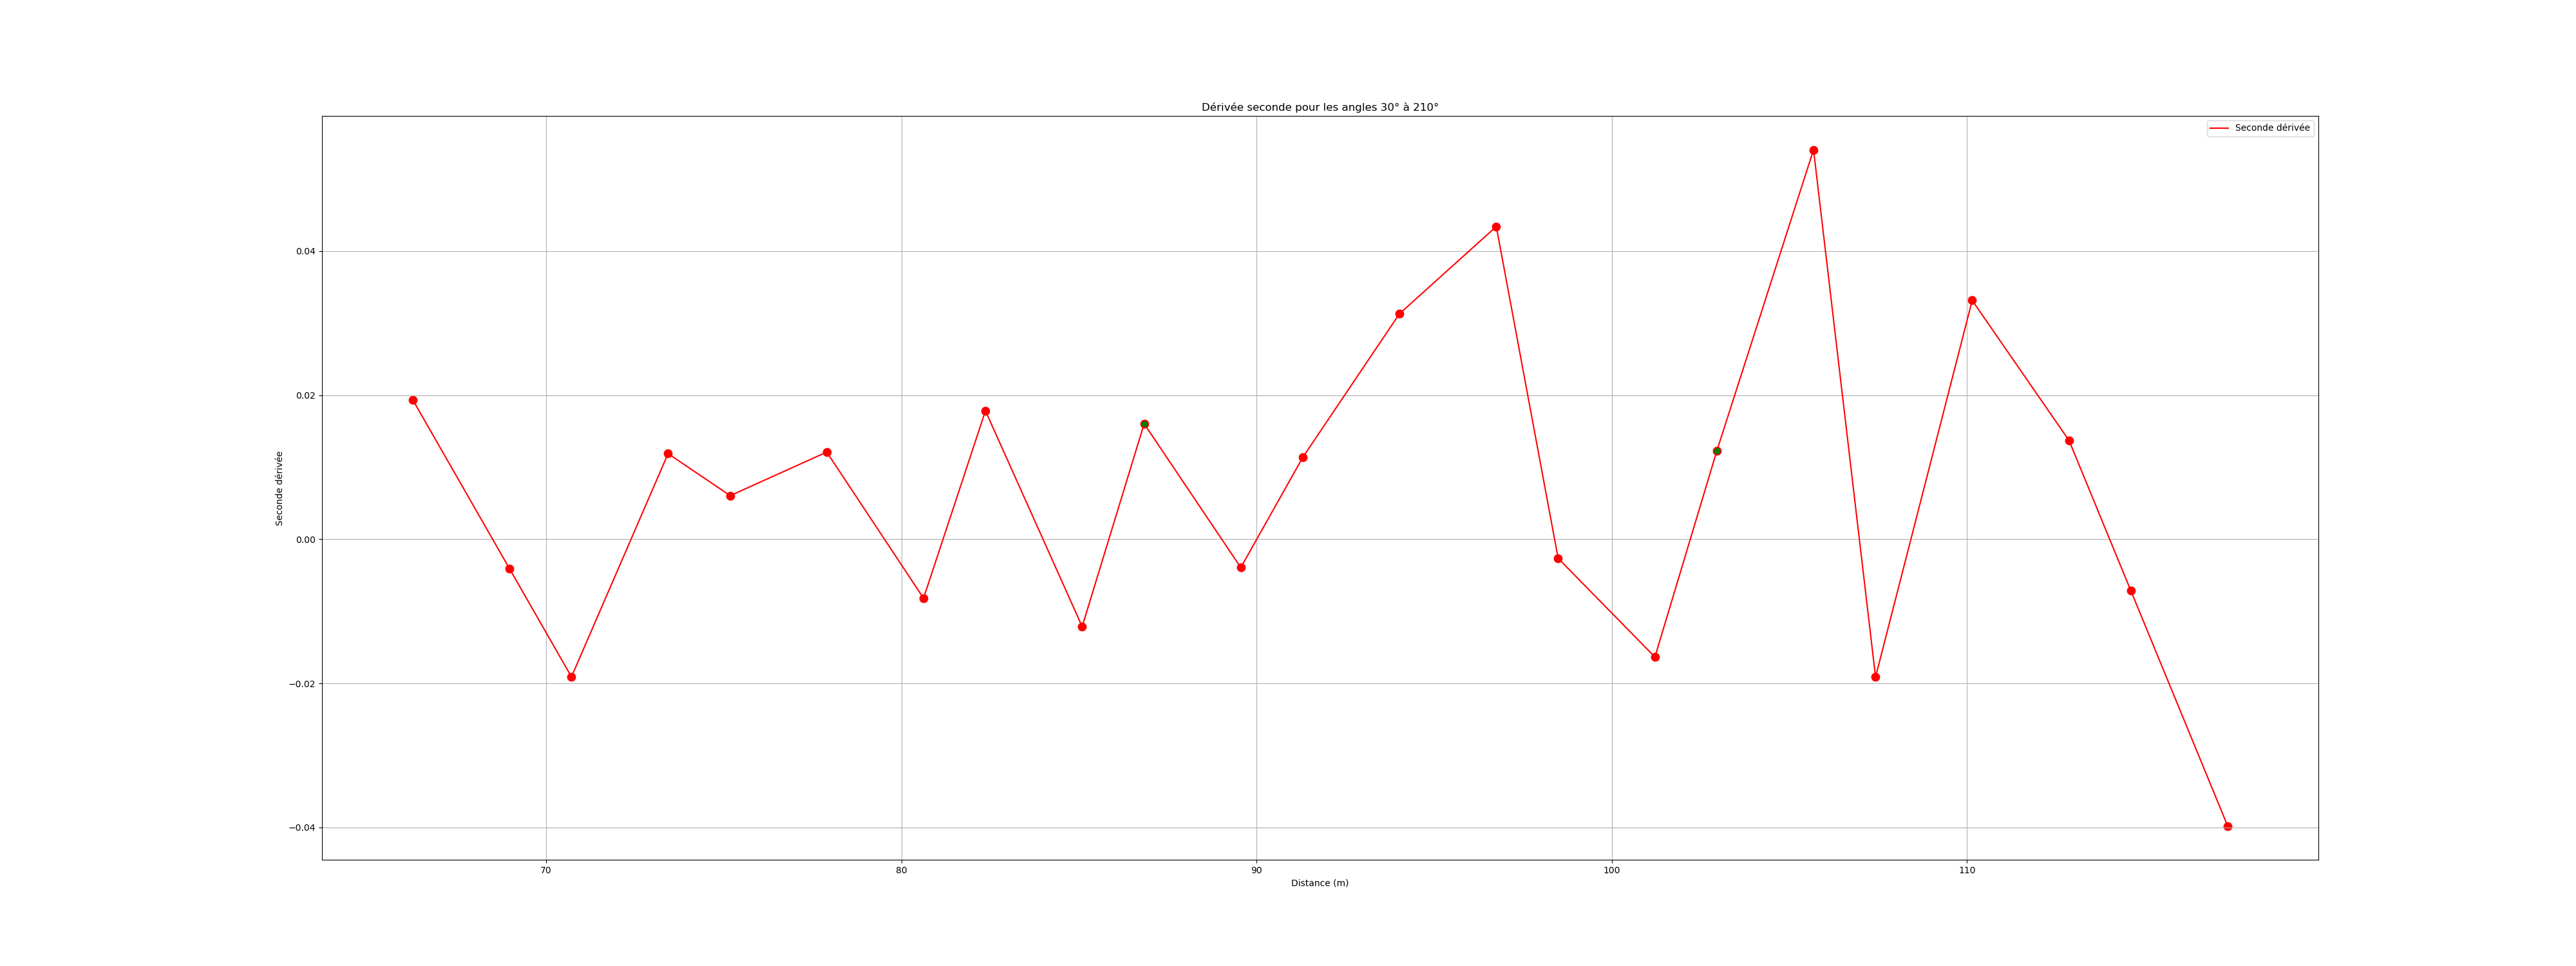 Dérivée seconde pour les angles 30° à 210°
Seconde dérivée
0.04
0.02
0.00
−0.02
−0.04
Seconde dérivée
70
80
90
100
110
Distance (m)